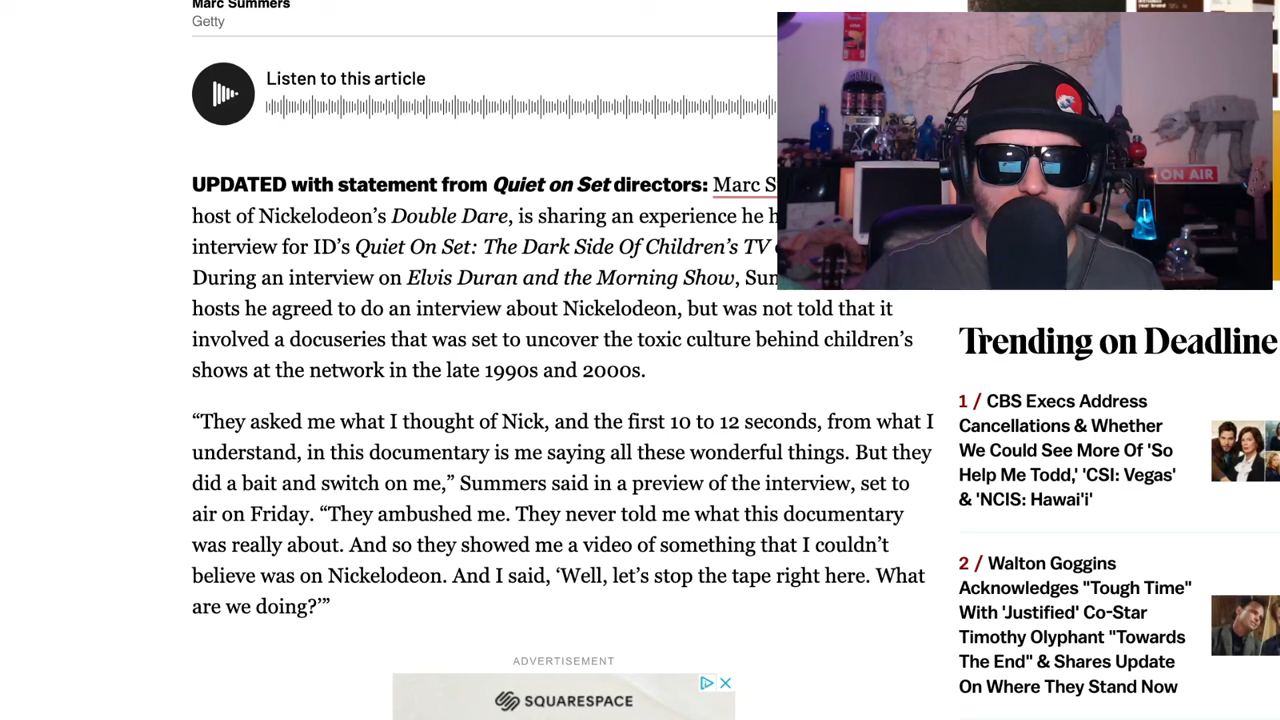 Marc Summers
Getty
Listen to this article
UPDATED with statement from Quiet on Set directors: Marc
host of Nickelodeon’s Double Dare, is sharing an experience he
interview for ID’s Quiet On Set: The Dark Side Of Children’s TV
During an interview on Elvis Duran and the Morning Show,
hosts he agreed to do an interview about Nickelodeon, but was not told that it
involved a docuseries that was set to uncover the toxic culture behind children’s
shows at the network in the late 1990s and 2000s.
“They asked me what I thought of Nick, and the first 10 to 12 seconds, from what I
understand, in this documentary is me saying all these wonderful things. But they
did a bait and switch on me,” Summers said in a preview of the interview, set to
air on Friday. “They ambushed me. They never told me what this documentary
was really about. And so they showed me a video of something that I couldn’t
believe was on Nickelodeon. And I said, ‘Well, let’s stop the tape right here. What
are we doing?’”
ADVERTISEMENT
SQUARESPACE
ON AIR
Trending on Deadline
1 / CBS Execs Address
Cancellations & Whether
We Could See More Of 'So
Help Me Todd,' 'CSI: Vegas'
& 'NCIS: Hawai'i'
2 / Walton Goggins
Acknowledges "Tough Time"
With 'Justified' Co-Star
Timothy Olyphant "Towards
The End" & Shares Update
On Where They Stand Now